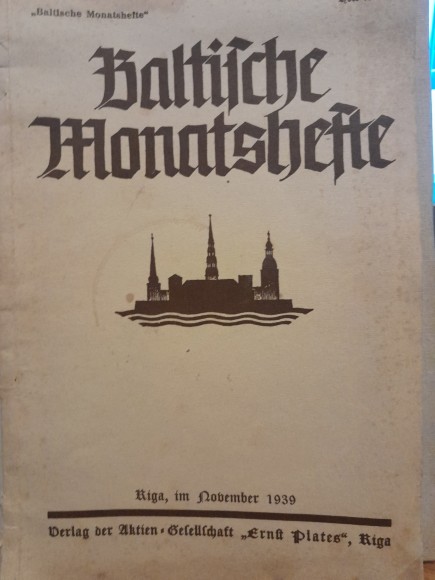 „Baltische Monatshefte“
Baltische
Monatshefte
Riga, im November 1939
Verlag der Aktien-Gesellschaft „Ernst Plates“, Riga